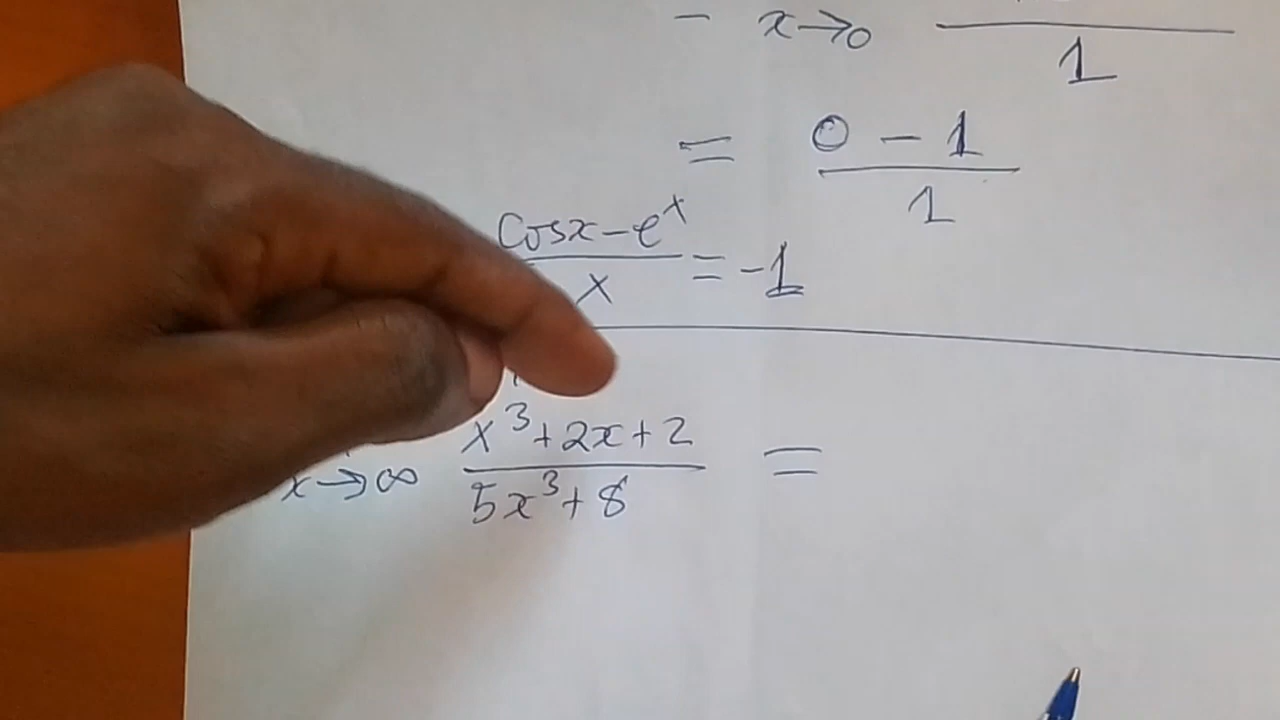 - x→0 1
= 0 - 1 / 1
Cosx - e^x / x = -1
x→∞ x³+2x+2 / 5x³+8 =